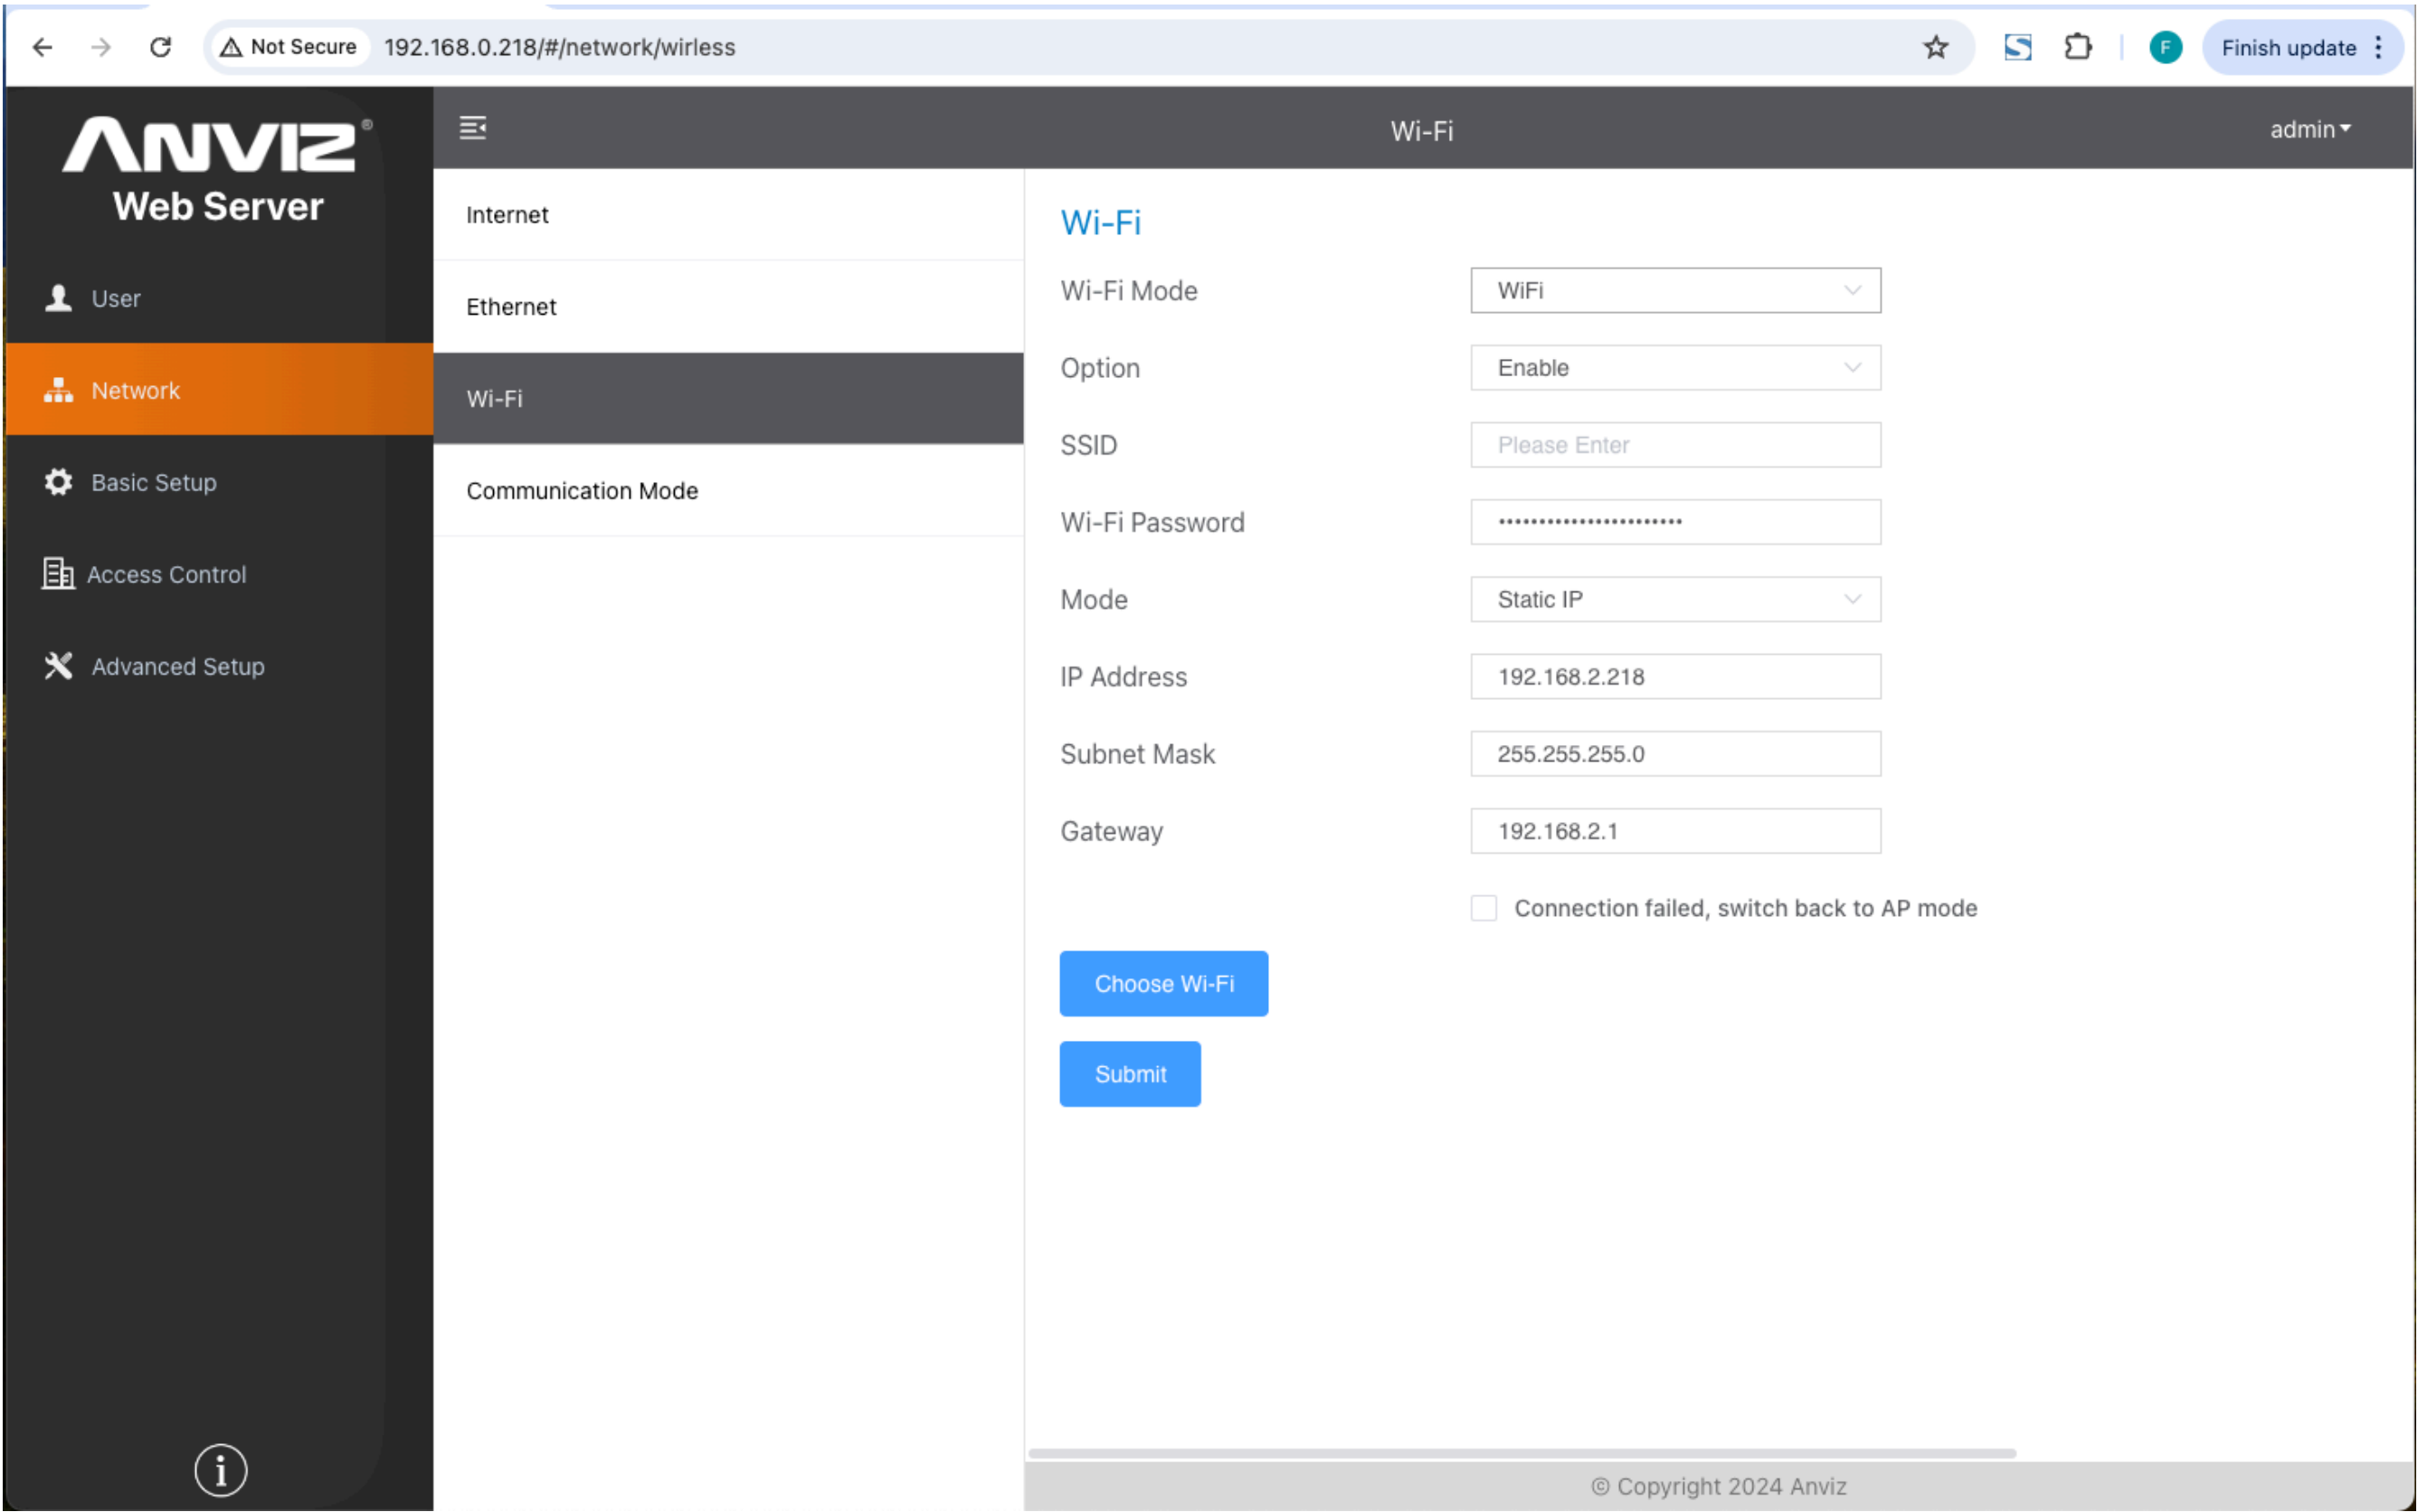 Not Secure 192.168.0.218/#/network/wirless F Finish update
ANVIZ®
Web Server
User
Network
Basic Setup
Access Control
Advanced Setup
Wi-Fi
admin
Internet
Ethernet
Wi-Fi
Communication Mode
Wi-Fi
Wi-Fi Mode WiFi
Option Enable
SSID Please Enter
Wi-Fi Password •••••••••••••••••••••••
Mode Static IP
IP Address 192.168.2.218
Subnet Mask 255.255.255.0
Gateway 192.168.2.1
Connection failed, switch back to AP mode
Choose Wi-Fi
Submit
© Copyright 2024 Anviz